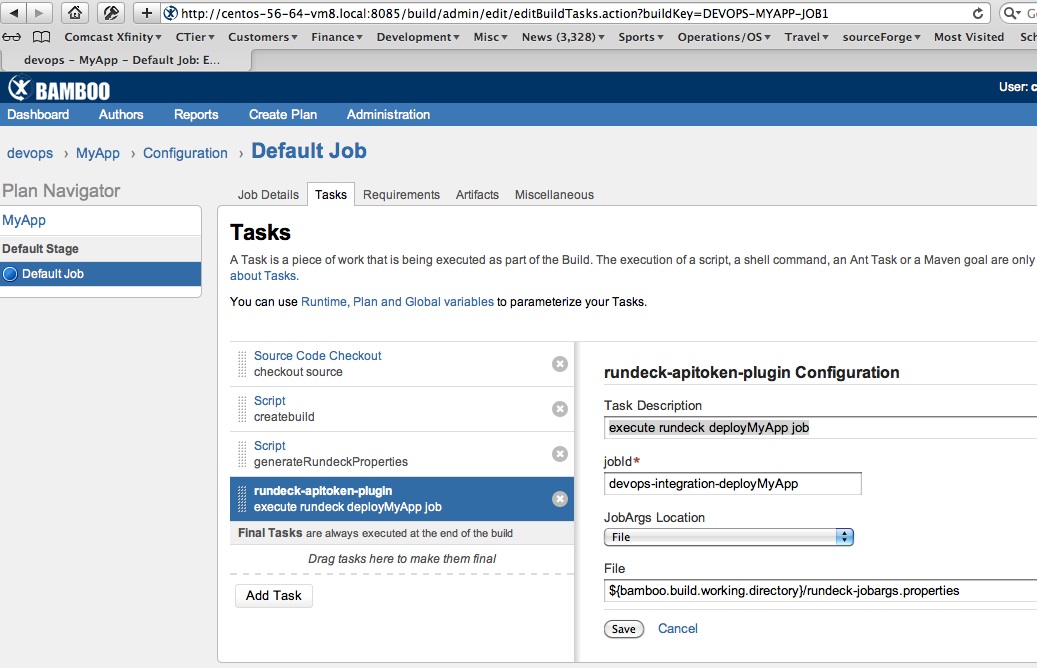 http://centos-56-64-vm8.local:8085/build/admin/edit/editBuildTasks.action?buildKey=DEVOPS-MYAPP-JOB1
Comcast Xfinity CTier Customers Finance Development Misc News (3,328) Sports Operations/OS Travel sourceForge Most Visited
devops – MyApp – Default Job: E...
BAMBOO User:
Dashboard Authors Reports Create Plan Administration
devops › MyApp › Configuration › Default Job
Plan Navigator
MyApp
Default Stage
Default Job
Job Details Tasks Requirements Artifacts Miscellaneous
Tasks
A Task is a piece of work that is being executed as part of the Build. The execution of a script, a shell command, an Ant Task or a Maven goal are only
about Tasks.
You can use Runtime, Plan and Global variables to parameterize your Tasks.
Source Code Checkout
checkout source
Script
createbuild
Script
generateRundeckProperties
rundeck-apitoken-plugin
execute rundeck deployMyApp job
Final Tasks are always executed at the end of the build
Drag tasks here to make them final
Add Task
rundeck-apitoken-plugin Configuration
Task Description
execute rundeck deployMyApp job
jobId*
devops-integration-deployMyApp
JobArgs Location
File
File
${bamboo.build.working.directory}/rundeck-jobargs.properties
Save Cancel